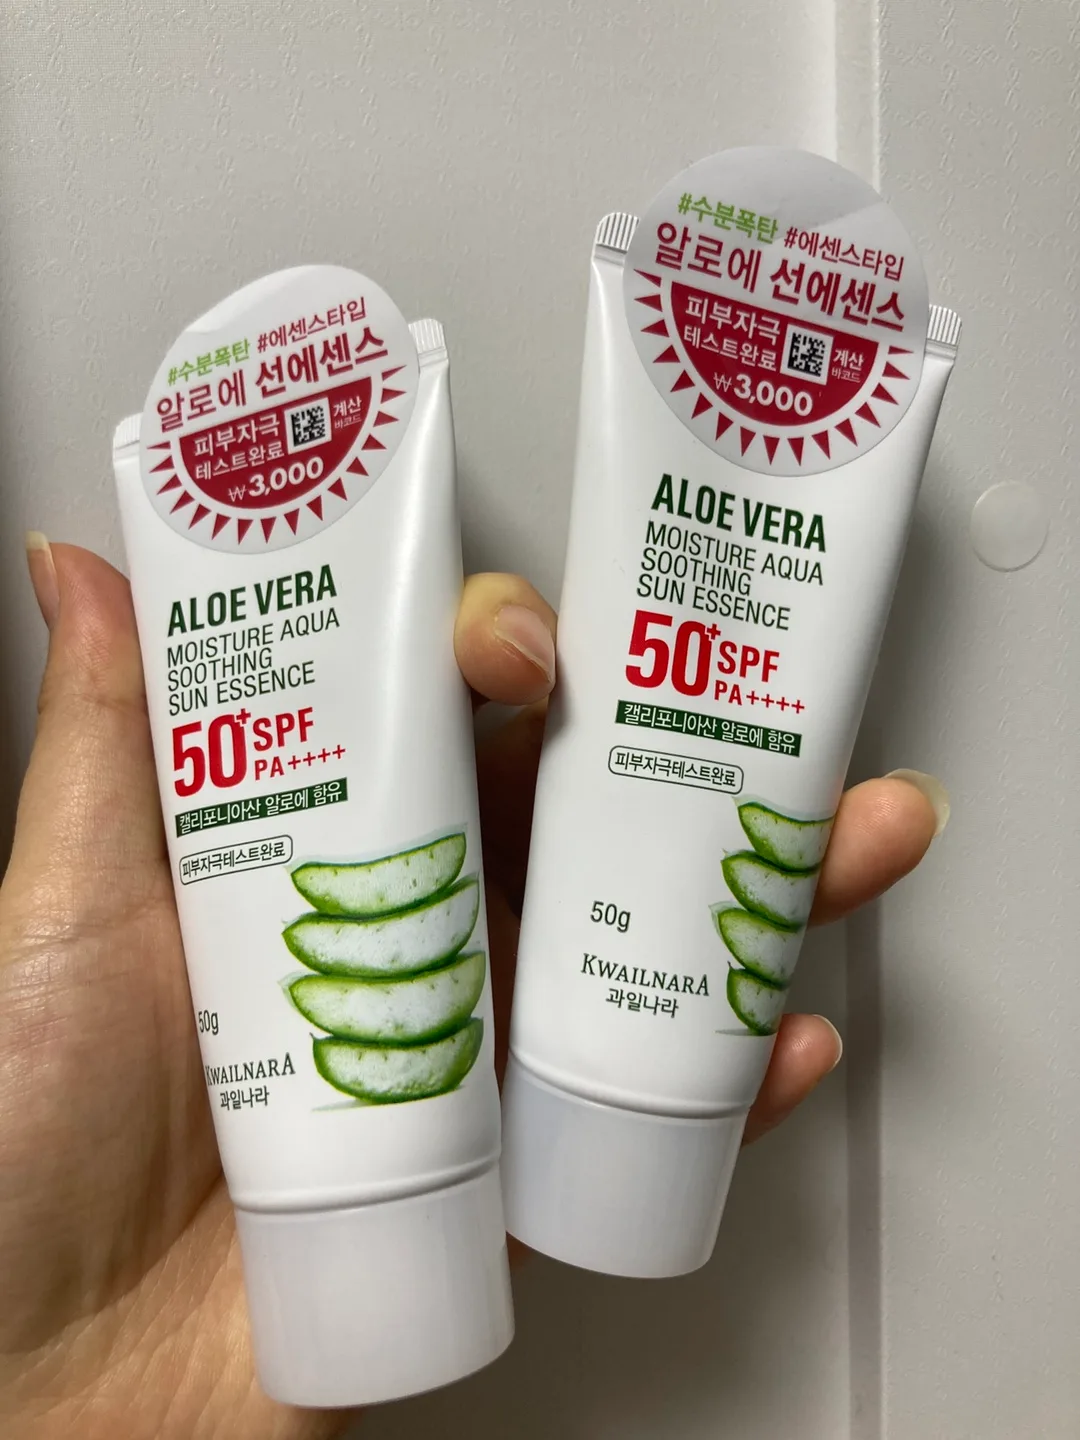 #수분폭탄 #에센스타입
알로에 선에센스
피부자극
테스트완료
계산
바코드
₩3,000
ALOE VERA
MOISTURE AQUA
SOOTHING
SUN ESSENCE
50+ SPF
PA++++
캘리포니아산 알로에 함유
피부자극테스트완료
50g
KWAILNARA
과일나라
#수분폭탄 #에센스타입
알로에 선에센스
피부자극
테스트완료
계산
바코드
₩3,000
ALOE VERA
MOISTURE AQUA
SOOTHING
SUN ESSENCE
50+ SPF
PA++++
캘리포니아산 알로에 함유
피부자극테스트완료
50g
KWAILNARA
과일나라